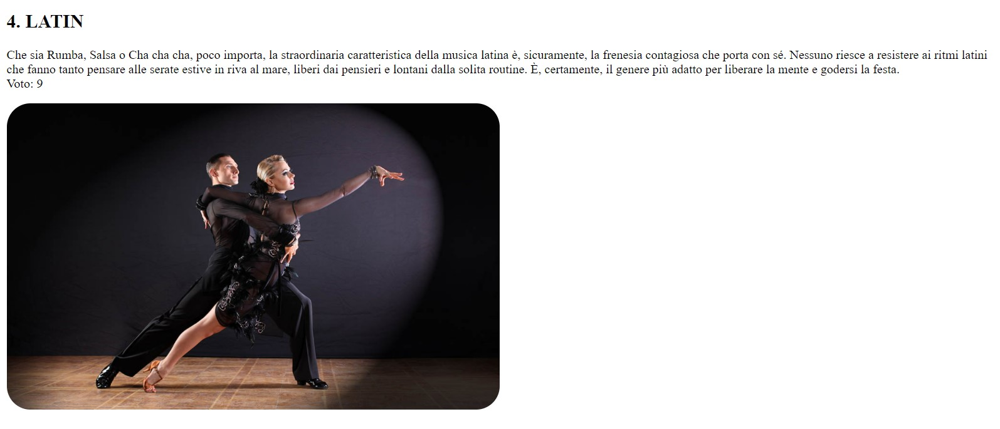 4. LATIN
Che sia Rumba, Salsa o Cha cha cha, poco importa, la straordinaria caratteristica della musica latina è, sicuramente, la frenesia contagiosa che porta con sé. Nessuno riesce a resistere ai ritmi latini
che fanno tanto pensare alle serate estive in riva al mare, liberi dai pensieri e lontani dalla solita routine. È, certamente, il genere più adatto per liberare la mente e godersi la festa.
Voto: 9